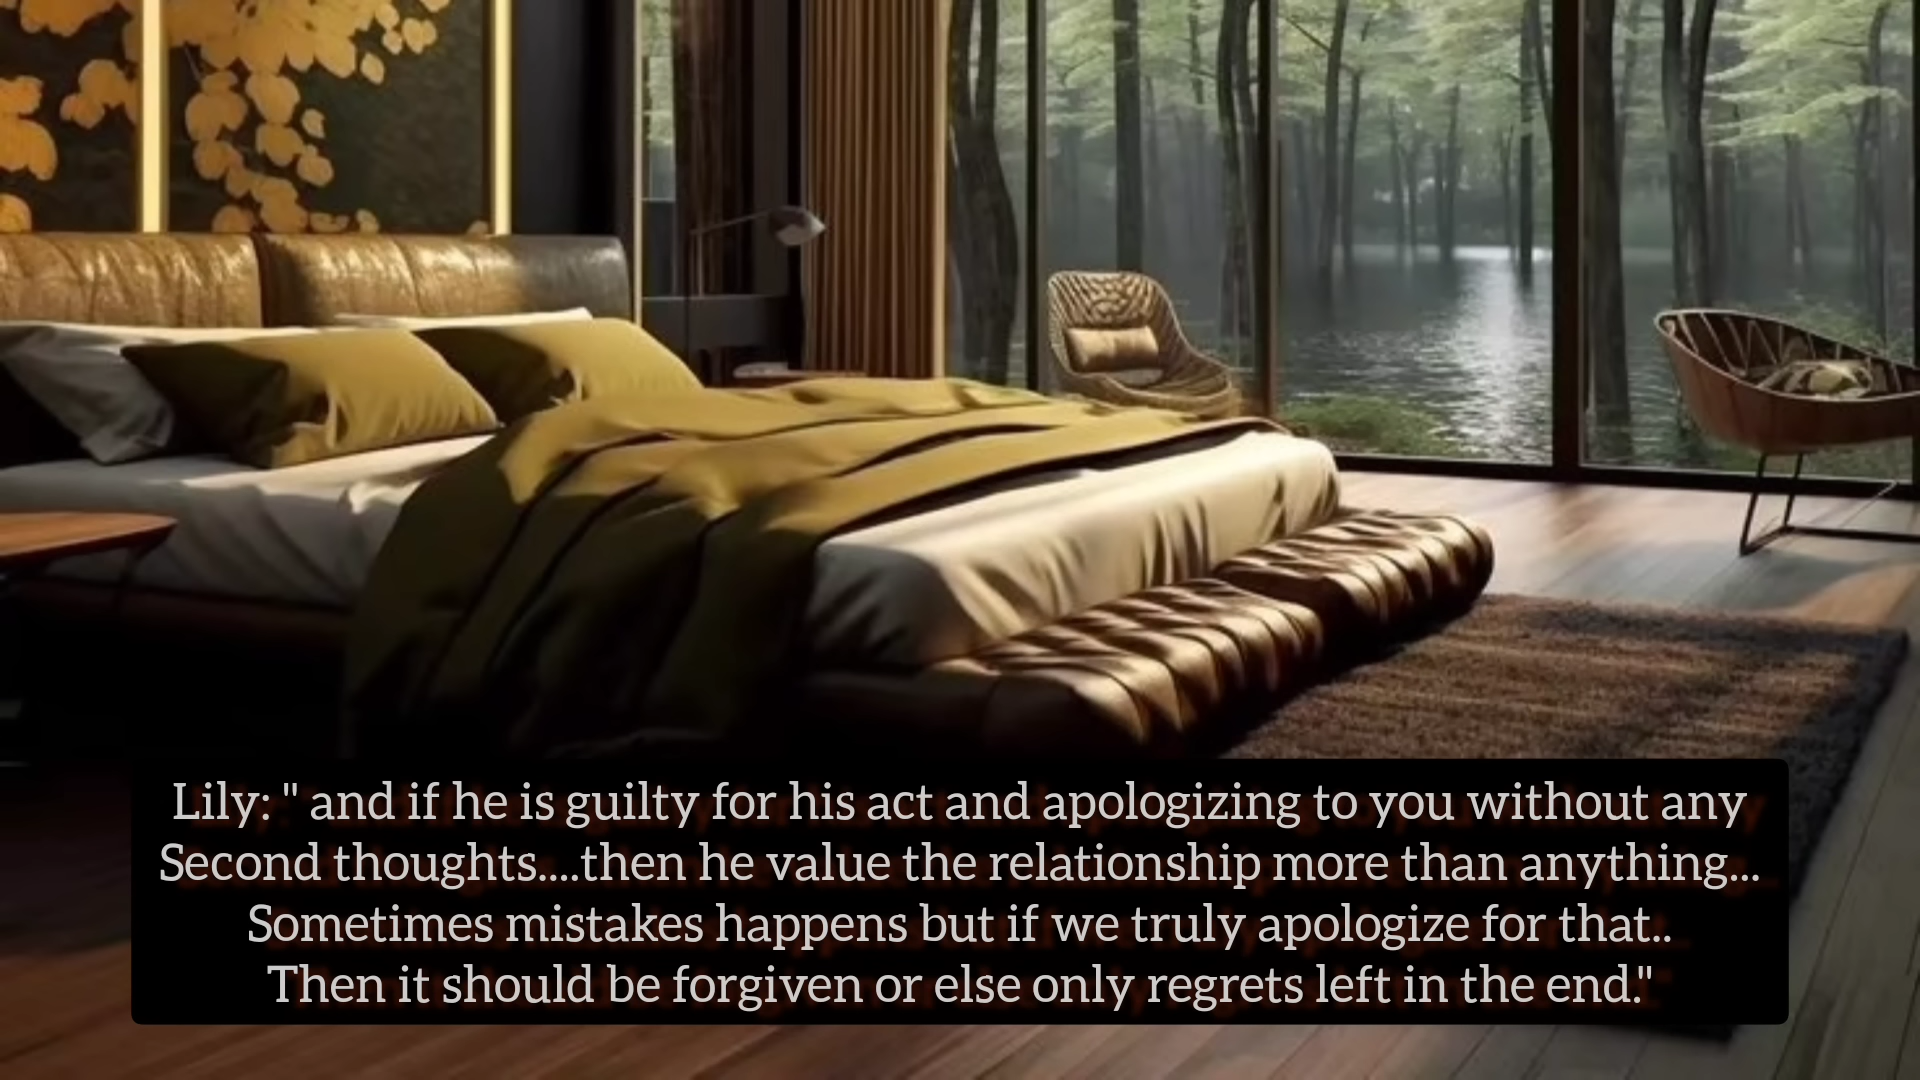 Lily: " and if he is guilty for his act and apologizing to you without any
Second thoughts....then he value the relationship more than anything...
Sometimes mistakes happens but if we truly apologize for that..
Then it should be forgiven or else only regrets left in the end."